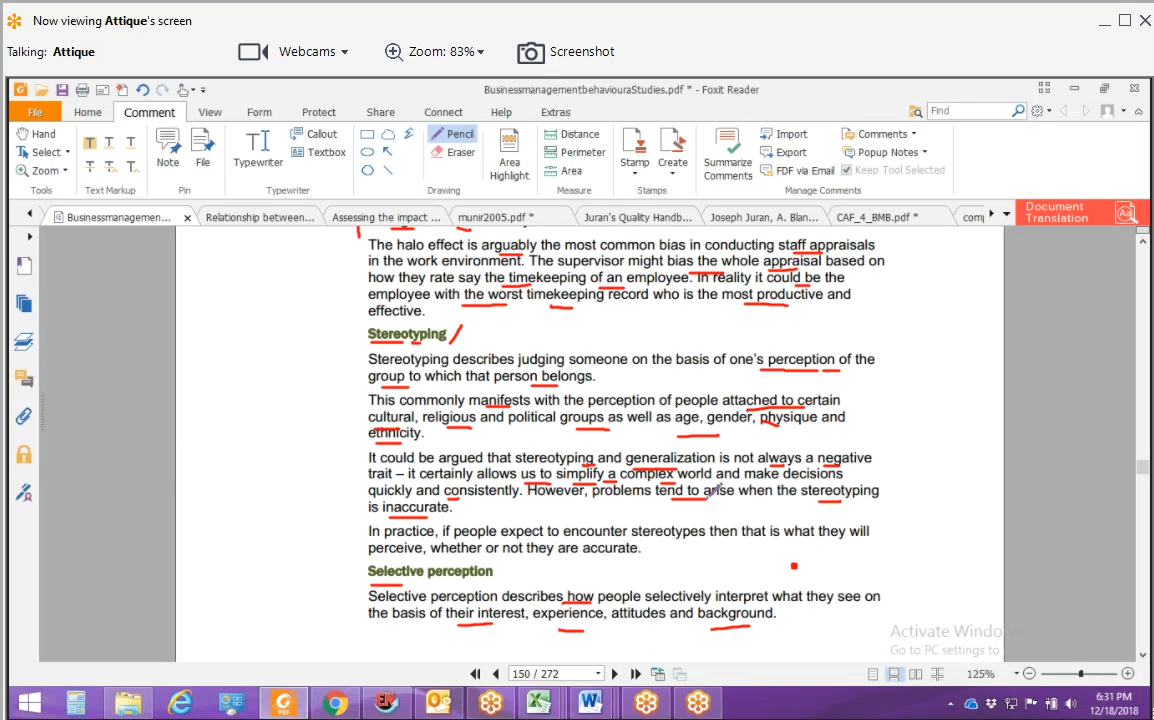 Now viewing Attique's screen
Talking: Attique
Webcams
Zoom: 83%
Screenshot
BusinessmanagementbehaviouraStudies.pdf * - Foxit Reader
File Home Comment View Form Protect Share Connect Help Extras
Find
Hand
Select
Zoom
Tools
Text Markup
Note
File
Pin
Typewriter
Callout
Textbox
Typewriter
Pencil
Eraser
Area
Highlight
Drawing
Distance
Perimeter
Area
Measure
Stamp
Create
Stamps
Summarize
Comments
Import
Export
FDF via Email
Comments
Popup Notes
Keep Tool Selected
Manage Comments
Businessmanagemen...
Relationship between...
Assessing the impact ...
munir2005.pdf *
Juran's Quality Handb...
Joseph Juran, A. Blan...
CAF_4_BMB.pdf *
Document
Translation
The halo effect is arguably the most common bias in conducting staff appraisals
in the work environment. The supervisor might bias the whole appraisal based on
how they rate say the timekeeping of an employee. In reality it could be the
employee with the worst timekeeping record who is the most productive and
effective.
Stereotyping
Stereotyping describes judging someone on the basis of one's perception of the
group to which that person belongs.
This commonly manifests with the perception of people attached to certain
cultural, religious and political groups as well as age, gender, physique and
ethnicity.
It could be argued that stereotyping and generalization is not always a negative
trait – it certainly allows us to simplify a complex world and make decisions
quickly and consistently. However, problems tend to arise when the stereotyping
is inaccurate.
In practice, if people expect to encounter stereotypes then that is what they will
perceive, whether or not they are accurate.
Selective perception
Selective perception describes how people selectively interpret what they see on
the basis of their interest, experience, attitudes and background.
Activate Windo
Go to PC settings to
150 / 272
125%
6:31 PM
12/18/2018